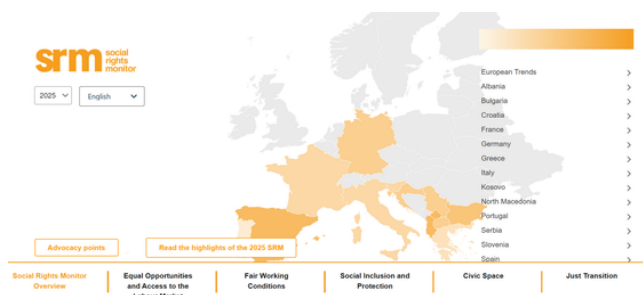 srm social
rights
monitor
2025
English
European Trends
Albania
Bulgaria
Croatia
France
Germany
Greece
Italy
Kosovo
North Macedonia
Portugal
Serbia
Slovenia
Spain
Advocacy points
Read the highlights of the 2025 SRM
Social Rights Monitor
Overview
Equal Opportunities
and Access to the
Labour Market
Fair Working
Conditions
Social Inclusion and
Protection
Civic Space
Just Transition